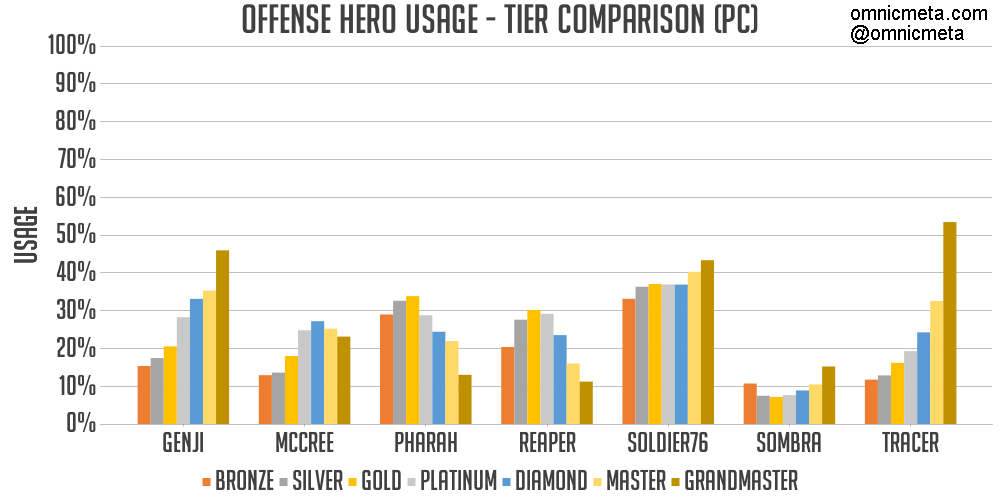 OFFENSE HERO USAGE - TIER COMPARISON (PC)
omnicmeta.com
@omnicmeta
100%
90%
80%
70%
60%
50%
40%
30%
20%
10%
0%
USAGE
GENJI MCCREE PHARAH REAPER SOLDIER76 SOMBRA TRACER
BRONZE SILVER GOLD PLATINUM DIAMOND MASTER GRANDMASTER